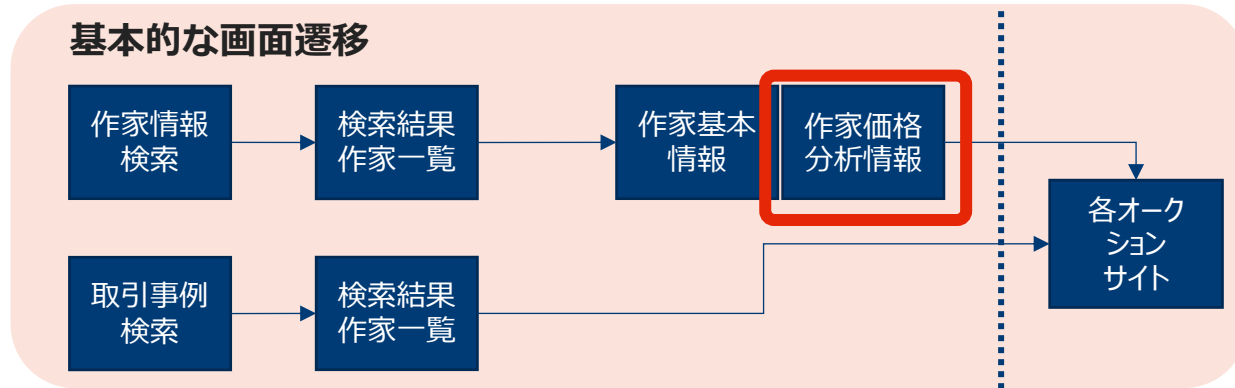 基本的な画面遷移
作家情報
検索
検索結果
作家一覧
作家基本
情報
作家価格
分析情報
各オーク
ション
サイト
取引事例
検索
検索結果
作家一覧